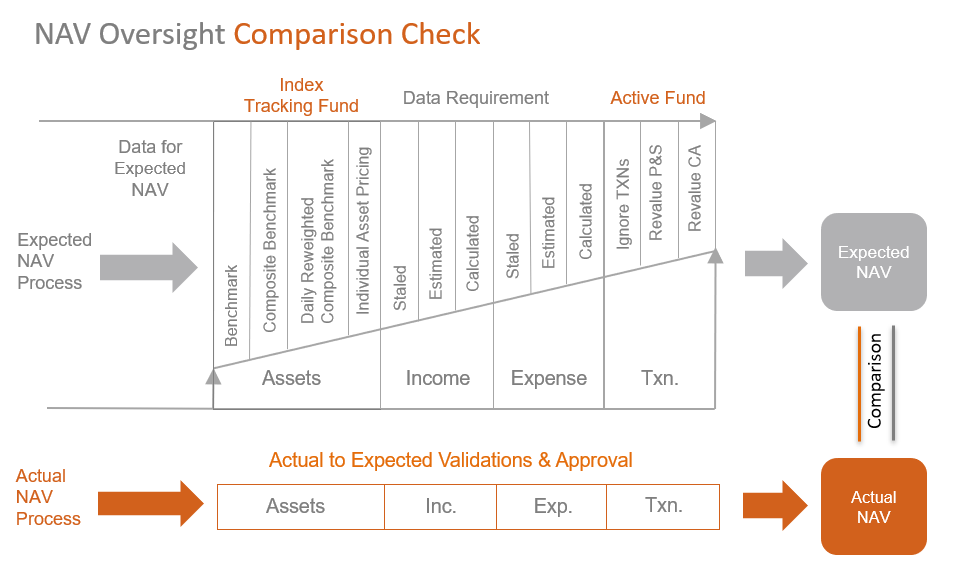 NAV Oversight Comparison Check
Index
Tracking Fund
Data Requirement
Active Fund
Data for
Expected
NAV
Expected
NAV
Process
Benchmark
Composite Benchmark
Daily Reweighted
Composite Benchmark
Individual Asset Pricing
Staled
Estimated
Calculated
Staled
Estimated
Calculated
Ignore TXNs
Revalue P&S
Revalue CA
Assets
Income
Expense
Txn.
Expected
NAV
Comparison
Actual to Expected Validations & Approval
Actual
NAV
Process
Assets
Inc.
Exp.
Txn.
Actual
NAV